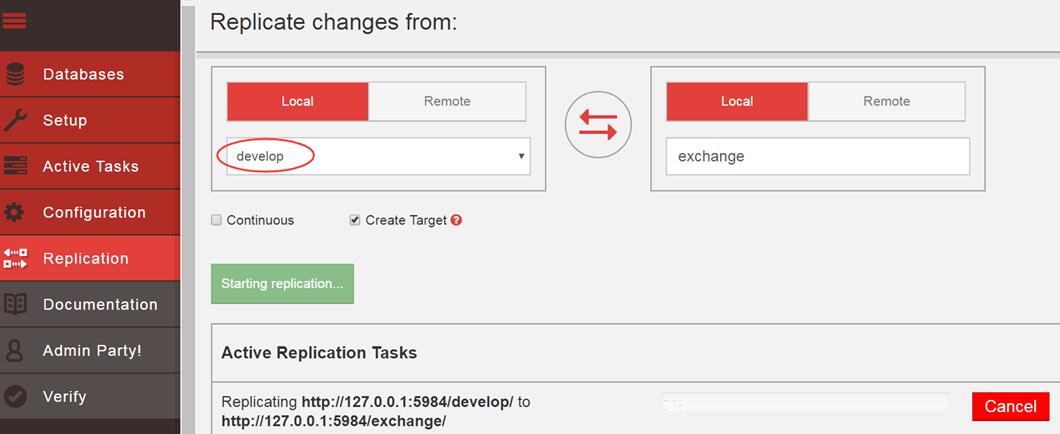 Replicate changes from:
Databases
Setup
Active Tasks
Configuration
Replication
Documentation
Admin Party!
Verify
Local Remote
develop
Local Remote
exchange
Continuous Create Target ?
Starting replication...
Active Replication Tasks
Replicating http://127.0.0.1:5984/develop/ to
http://127.0.0.1:5984/exchange/
Cancel